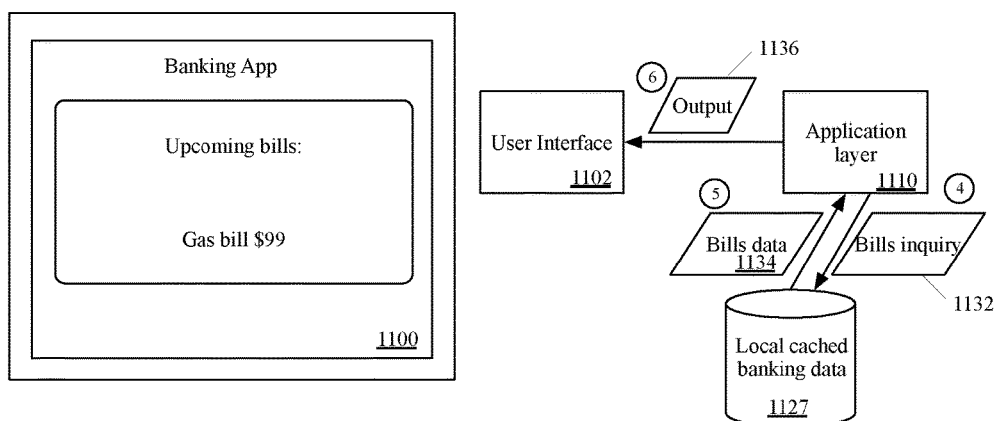 Banking App
Upcoming bills:
Gas bill $99
1100
1136
6
Output
User Interface
1102
Application
layer
1110
5
4
Bills data
1134
Bills inquiry
1132
Local cached
banking data
1127